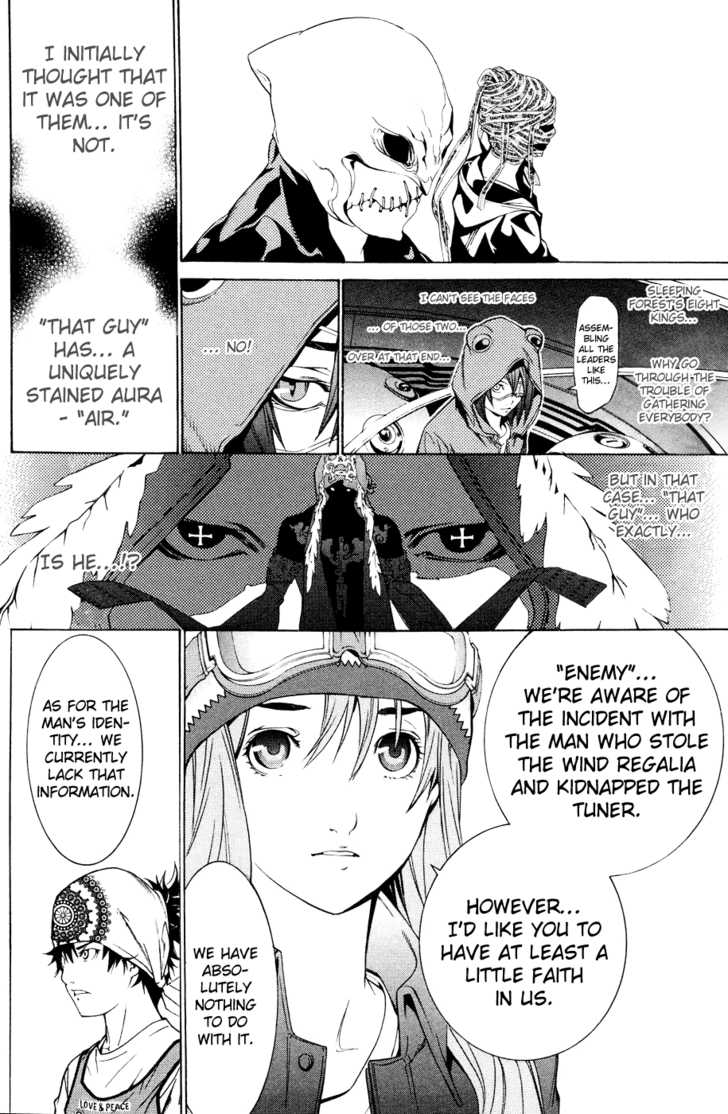 SLEEPING
FOREST'S EIGHT
KINGS...
WHY GO
THROUGH THE
TROUBLE OF
GATHERING
EVERYBODY?
ASSEM-
BLING
ALL THE
LEADERS
LIKE
THIS...
I CAN'T SEE THE FACES
... OF THOSE TWO...
OVER AT THAT END...
... NO!
I INITIALLY
THOUGHT THAT
IT WAS ONE OF
THEM... IT'S
NOT.
"THAT GUY"
HAS... A
UNIQUELY
STAINED AURA
- "AIR."
BUT IN THAT
CASE... "THAT
GUY"... WHO
EXACTLY...
IS HE...!?
"ENEMY"...
WE'RE AWARE OF
THE INCIDENT WITH
THE MAN WHO STOLE
THE WIND REGALIA
AND KIDNAPPED THE
TUNER.
HOWEVER...
I'D LIKE YOU TO
HAVE AT LEAST A
LITTLE FAITH
IN US.
WE HAVE
ABSO-
LUTELY
NOTHING
TO DO
WITH IT.
AS FOR THE
MAN'S IDEN-
TITY... WE
CURRENTLY
LACK THAT
INFORMATION.
LOVE & PEACE